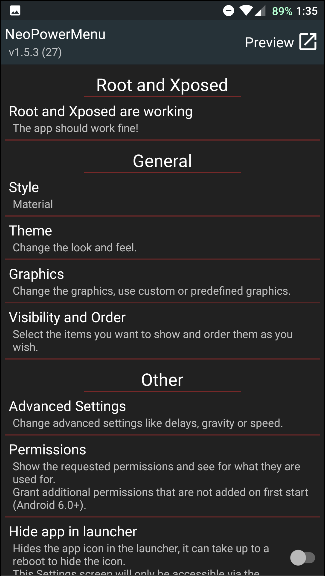 89% 1:35
NeoPowerMenu
v1.5.3 (27)
Preview
Root and Xposed
Root and Xposed are working
The app should work fine!
General
Style
Material
Theme
Change the look and feel.
Graphics
Change the graphics, use custom or predefined graphics.
Visibility and Order
Select the items you want to show and order them as you
wish.
Other
Advanced Settings
Change advanced settings like delays, gravity or speed.
Permissions
Show the requested permissions and see for what they are
used for.
Grant additional permissions that are not added on first start
(Android 6.0+).
Hide app in launcher
Hides the app icon in the launcher, it can take up to a
reboot to hide the icon.
This Settings screen will only be accessible via the